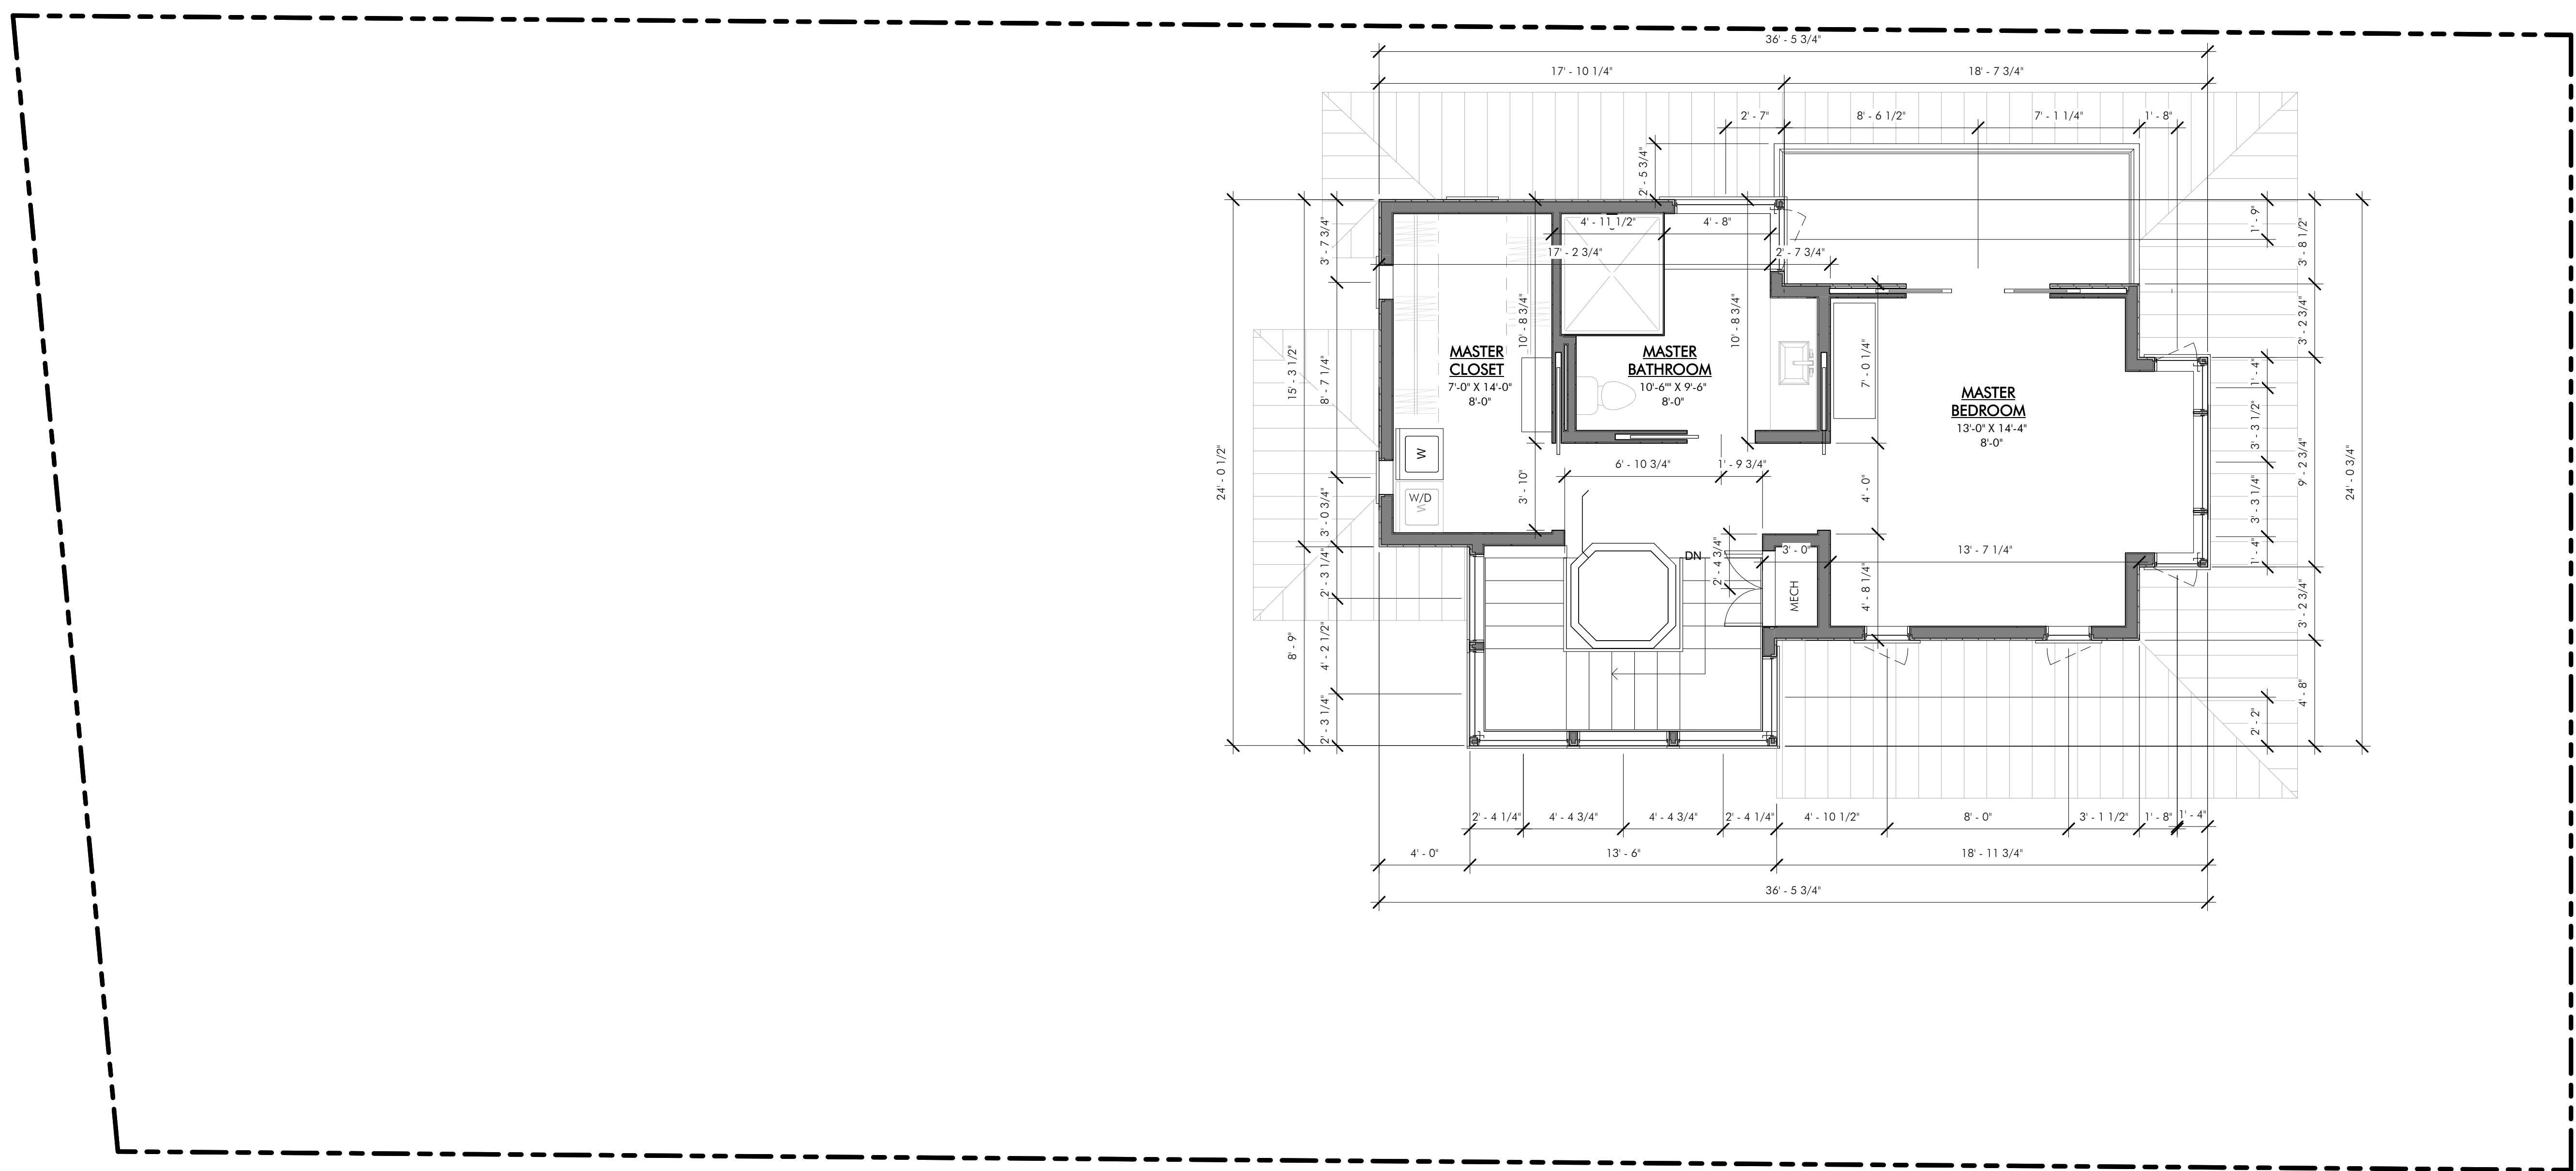 36' - 5 3/4"
17' - 10 1/4"
18' - 7 3/4"
2' - 7"
8' - 6 1/2"
7' - 1 1/4"
1' - 8"
2' - 5 3/4"
4' - 11 1/2"
4' - 8"
17' - 2 3/4"
2' - 7 3/4"
3' - 7 3/4"
1' - 9"
3' - 8 1/2"
10' - 8 3/4"
10' - 8 3/4"
3' - 2 3/4"
15' - 3 1/2"
8' - 7 1/4"
MASTER
CLOSET
7'-0" X 14'-0"
8'-0"
MASTER
BATHROOM
10'-6"" X 9'-6"
8'-0"
7' - 0 1/4"
MASTER
BEDROOM
13'-0" X 14'-4"
8'-0"
1' - 4"
3' - 3 1/2"
9' - 2 3/4"
24' - 0 1/2"
24' - 0 3/4"
W
W/D
W
6' - 10 3/4"
1' - 9 3/4"
3' - 10"
4' - 0"
3' - 3 1/4"
3' - 0 3/4"
DN
2' - 4 3/4"
3' - 0"
13' - 7 1/4"
1' - 4"
2' - 3 1/4"
MECH
4' - 8 1/4"
3' - 2 3/4"
8' - 9"
4' - 2 1/2"
4' - 8"
2' - 3 1/4"
2' - 2"
2' - 4 1/4"
4' - 4 3/4"
4' - 4 3/4"
2' - 4 1/4"
4' - 10 1/2"
8' - 0"
3' - 1 1/2"
1' - 8"
1' - 4"
4' - 0"
13' - 6"
18' - 11 3/4"
36' - 5 3/4"